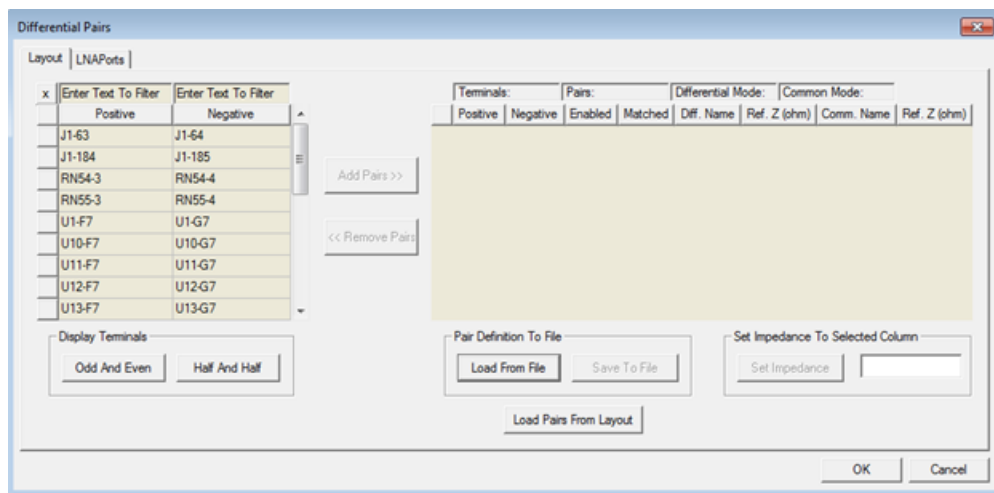 Differential Pairs
Layout LNAPorts
x Enter Text To Filter Enter Text To Filter
Positive Negative
J1-63 J1-64
J1-184 J1-185
RN54-3 RN54-4
RN55-3 RN55-4
U1-F7 U1-G7
U10-F7 U10-G7
U11-F7 U11-G7
U12-F7 U12-G7
U13-F7 U13-G7
Add Pairs >>
<< Remove Pairs
Terminals: Pairs: Differential Mode: Common Mode:
Positive Negative Enabled Matched Diff. Name Ref. Z (ohm) Comm. Name Ref. Z (ohm)
Display Terminals
Odd And Even Half And Half
Pair Definition To File
Load From File Save To File
Set Impedance To Selected Column
Set Impedance
Load Pairs From Layout
OK Cancel